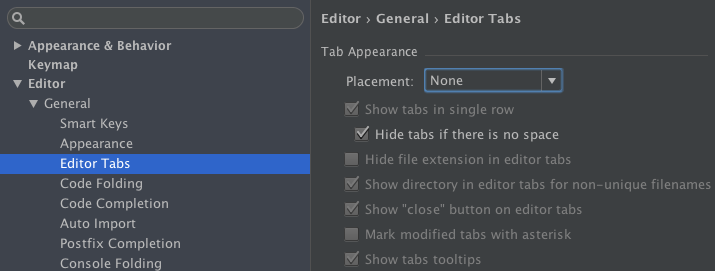 Appearance & Behavior
Keymap
Editor
General
Smart Keys
Appearance
Editor Tabs
Code Folding
Code Completion
Auto Import
Postfix Completion
Console Folding
Editor › General › Editor Tabs
Tab Appearance
Placement: None
Show tabs in single row
Hide tabs if there is no space
Hide file extension in editor tabs
Show directory in editor tabs for non-unique filenames
Show "close" button on editor tabs
Mark modified tabs with asterisk
Show tabs tooltips